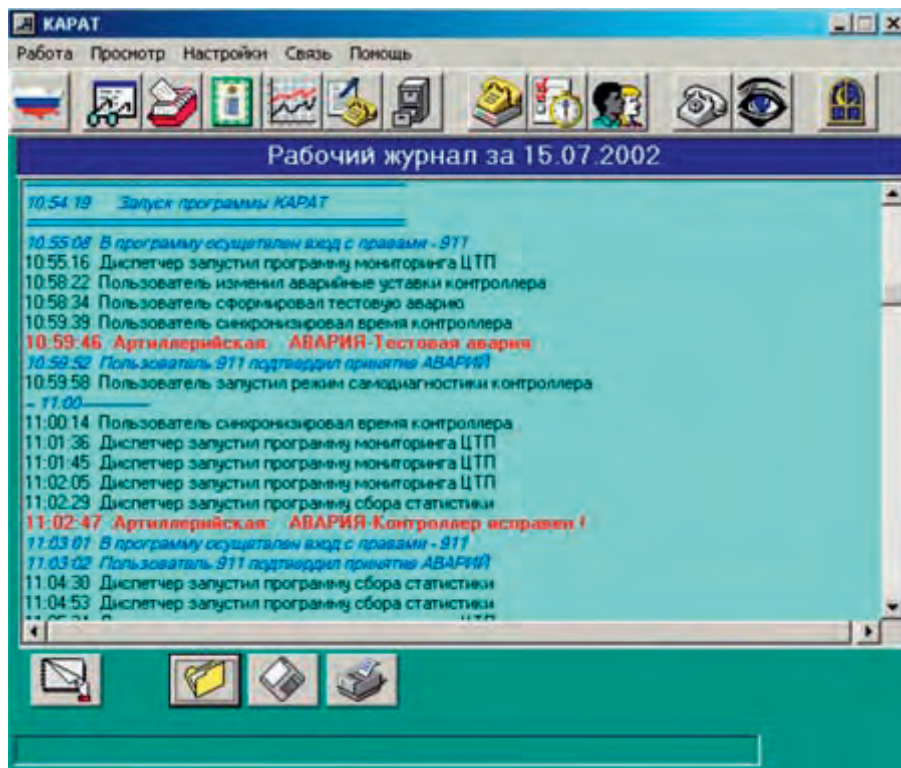 КАРАТ
Работа Просмотр Настройки Связь Помощь
Рабочий журнал за 15.07.2002
10:54:19 Запуск программы КАРАТ
10:55:08 В программу осуществлен вход с правами - 911
10:55:16 Диспетчер запустил программу мониторинга ЦТП
10:58:22 Пользователь изменил аварийные уставки контроллера
10:58:34 Пользователь сформировал тестовую аварию
10:59:39 Пользователь синхронизировал время контроллера
10:59:46 Артиллерийская: АВАРИЯ-Тестовая авария
10:59:52 Пользователь 911 подтвердил принятие АВАРИЙ
10:59:58 Пользователь запустил режим самодиагностики контроллера
- 11:00--------
11:00:14 Пользователь синхронизировал время контроллера
11:01:36 Диспетчер запустил программу мониторинга ЦТП
11:01:45 Диспетчер запустил программу мониторинга ЦТП
11:02:05 Диспетчер запустил программу мониторинга ЦТП
11:02:29 Диспетчер запустил программу сбора статистики
11:02:47 Артиллерийская: АВАРИЯ-Контроллер исправен !
11:03:01 В программу осуществлен вход с правами - 911
11:03:02 Пользователь 911 подтвердил принятие АВАРИЙ
11:04:30 Диспетчер запустил программу сбора статистики
11:04:53 Диспетчер запустил программу сбора статистики